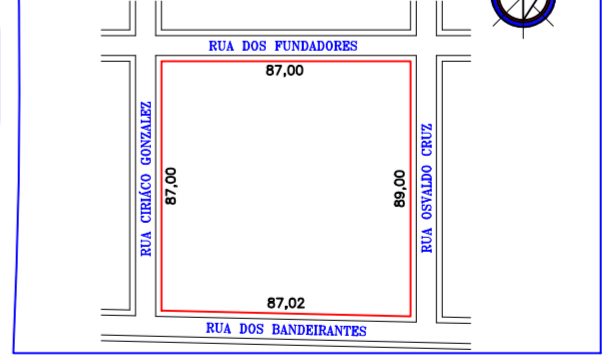 RUA DOS FUNDADORES
87,00
RUA CIRIÁCO GONZALEZ
87,00
89,00
RUA OSVALDO CRUZ
87,02
RUA DOS BANDEIRANTES